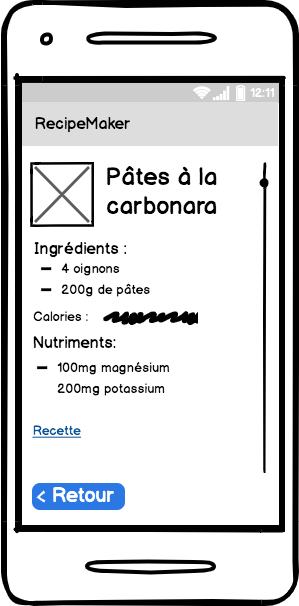 12:11
RecipeMaker
Pâtes à la
carbonara
Ingrédients :
- 4 oignons
- 200g de pâtes
Calories :
Nutriments:
- 100mg magnésium
200mg potassium
Recette
< Retour